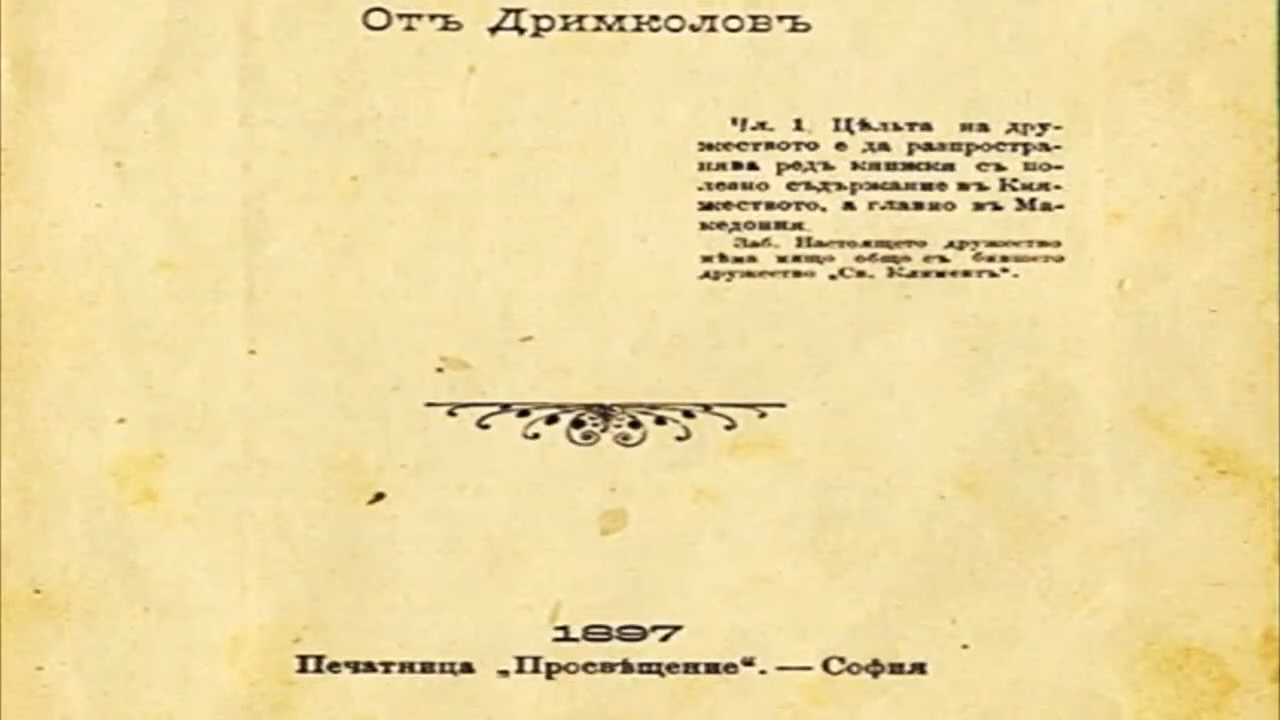 Отъ Дримколовъ
Чл. 1. Цѣльта на дру-
жеството е да разпростра-
нява редъ книжки съ по-
лезно съдържание въ Кня-
жеството, а главно въ Ма-
кедония.
Заб. Настоящето дружество
нѣма нищо общо съ бившето
дружество „Св. Климентъ“.
1897
Печатница „Просвѣщение“. — София